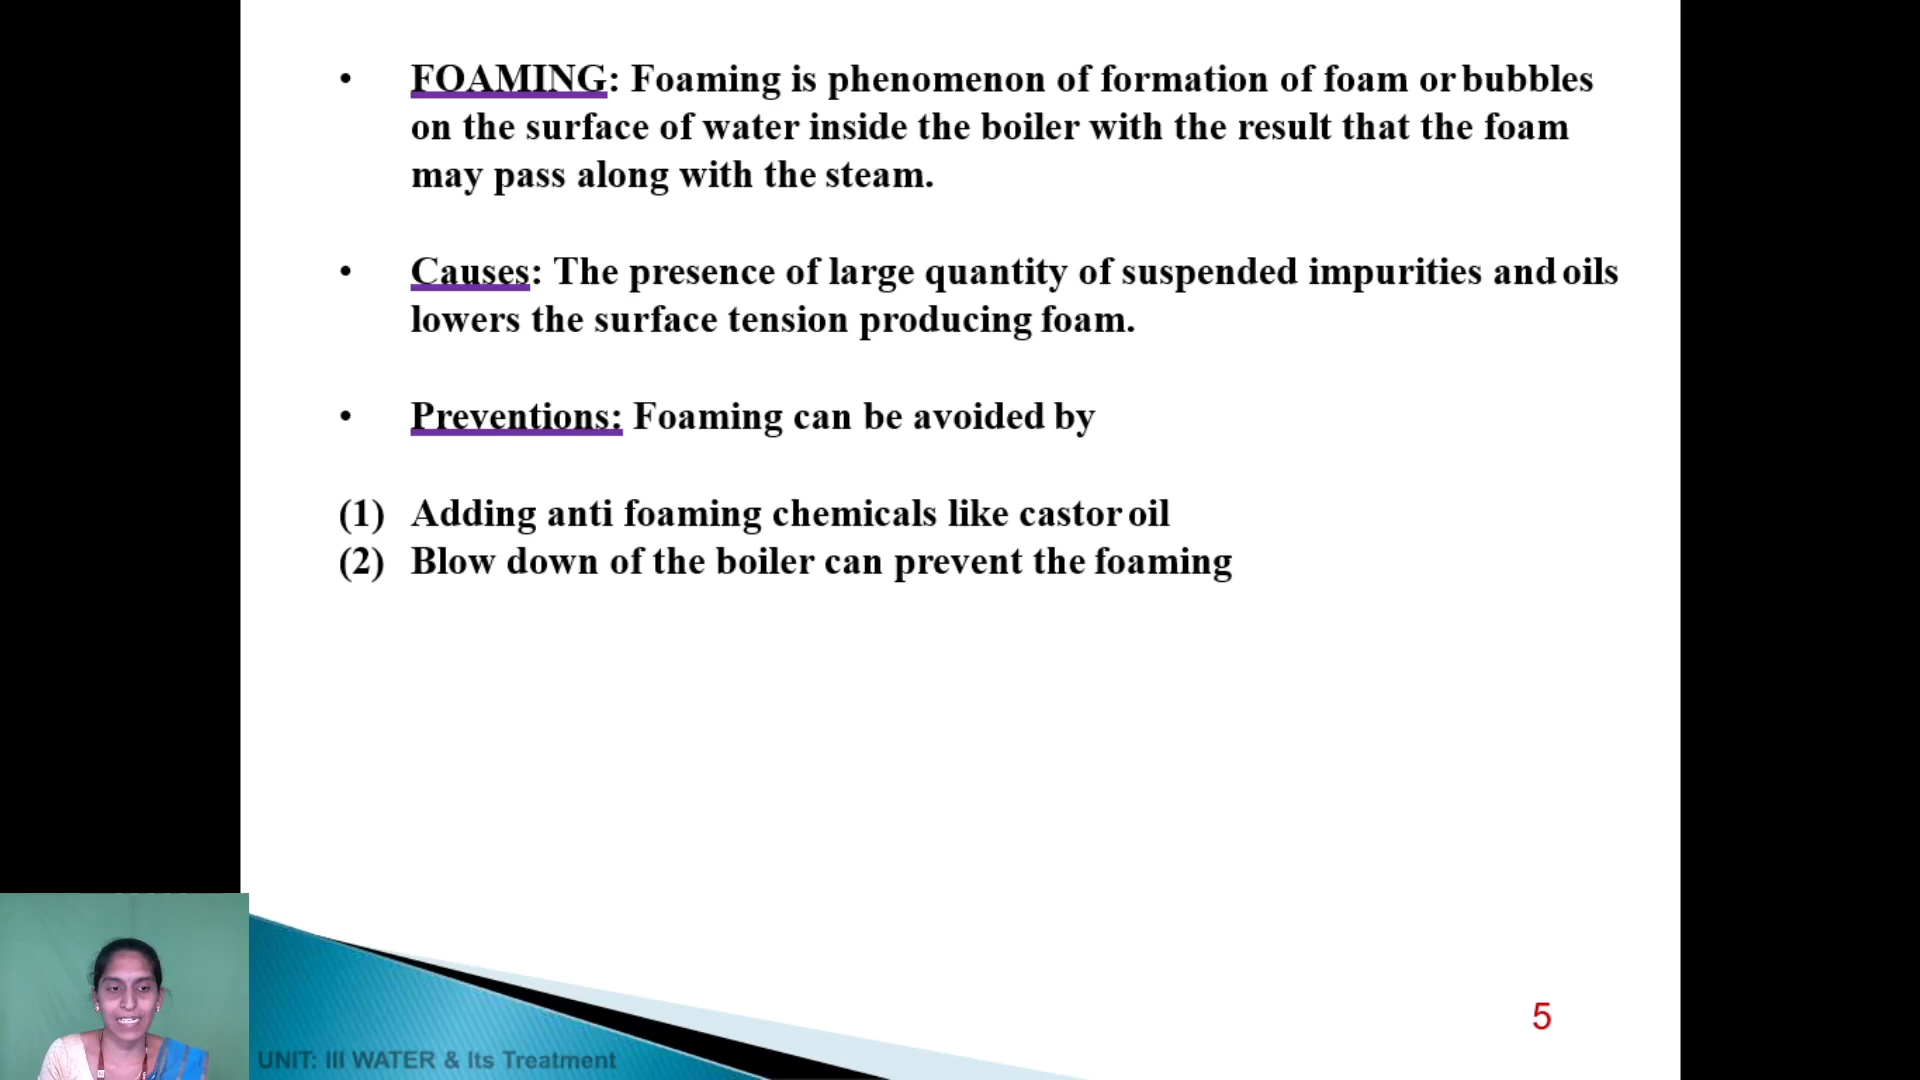 • FOAMING: Foaming is phenomenon of formation of foam or bubbles
on the surface of water inside the boiler with the result that the foam
may pass along with the steam.
• Causes: The presence of large quantity of suspended impurities and oils
lowers the surface tension producing foam.
• Preventions: Foaming can be avoided by
(1) Adding anti foaming chemicals like castor oil
(2) Blow down of the boiler can prevent the foaming
5
UNIT: III WATER & Its Treatment